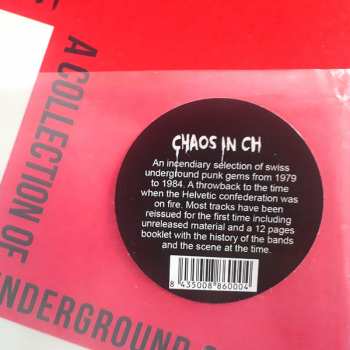 CHAOS IN CH
An incendiary selection of swiss
underground punk gems from 1979
to 1984. A throwback to the time
when the Helvetic confederation was
on fire. Most tracks have been
reissued for the first time including
unreleased material and a 12 pages
booklet with the history of the bands
and the scene at the time.
8 435008 860004
A COLLECTION OF
UNDERGROUND